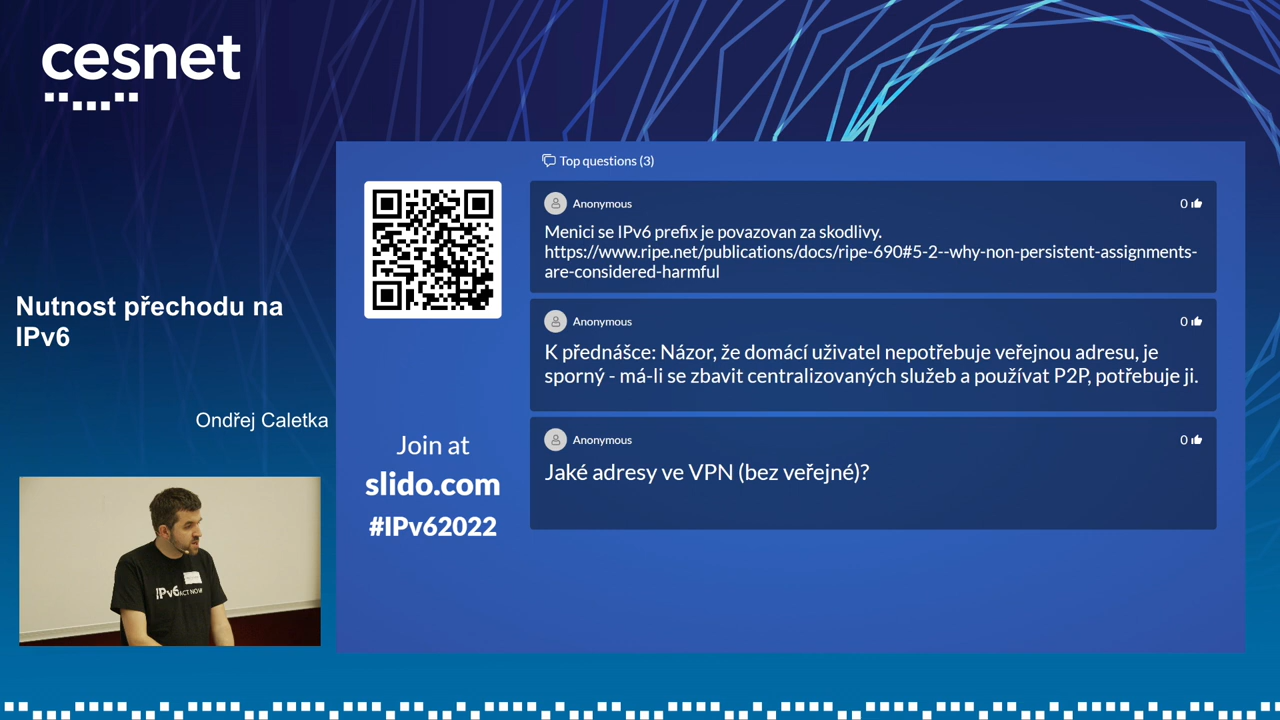 cesnet
Nutnost přechodu na
IPv6
Ondřej Caletka
IPv6 ACT NOW
Join at
slido.com
#IPv62022
Top questions (3)
Anonymous
0
Menici se IPv6 prefix je povazovan za skodlivy.
https://www.ripe.net/publications/docs/ripe-690#5-2--why-non-persistent-assignments-
are-considered-harmful
Anonymous
0
K přednášce: Názor, že domácí uživatel nepotřebuje veřejnou adresu, je
sporný - má-li se zbavit centralizovaných služeb a používat P2P, potřebuje ji.
Anonymous
0
Jaké adresy ve VPN (bez veřejné)?